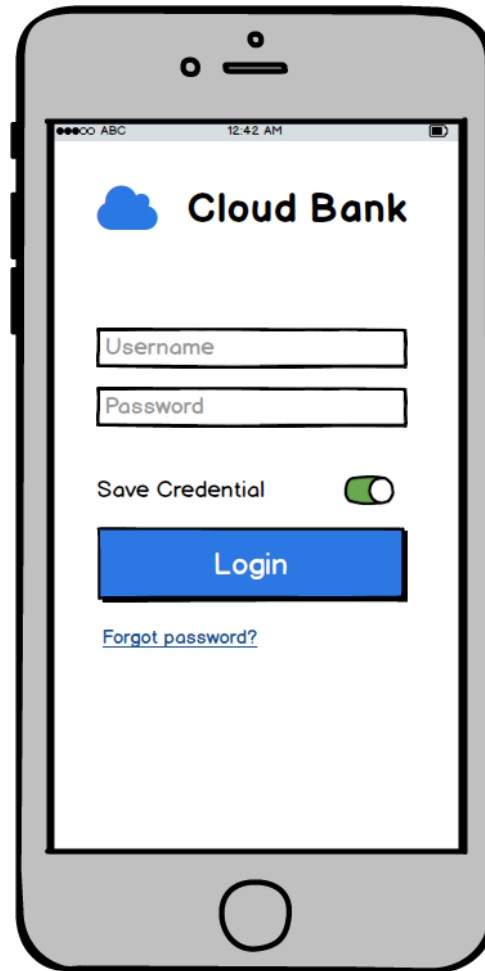 ABC 12:42 AM
Cloud Bank
Username
Password
Save Credential
Login
Forgot password?